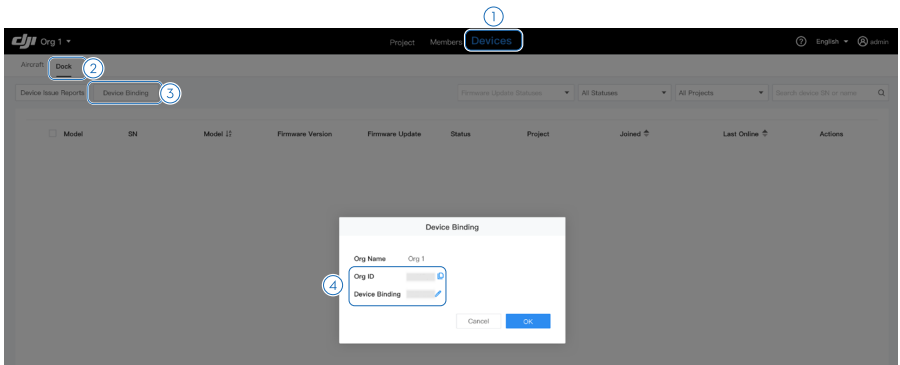 1
dji Org 1
Project Members Devices
English admin
Aircraft Dock 2
Device Issue Reports Device Binding 3 Firmware Update Statuses All Statuses All Projects Search device SN or name
Model SN Model Firmware Version Firmware Update Status Project Joined Last Online Actions
Device Binding
Org Name Org 1
4 Org ID
Device Binding
Cancel OK